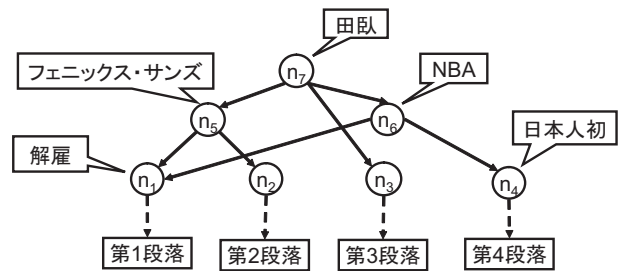 田臥
フェニックス・サンズ
n7
NBA
n5
n6
日本人初
解雇
n1
n2
n3
n4
第1段落
第2段落
第3段落
第4段落